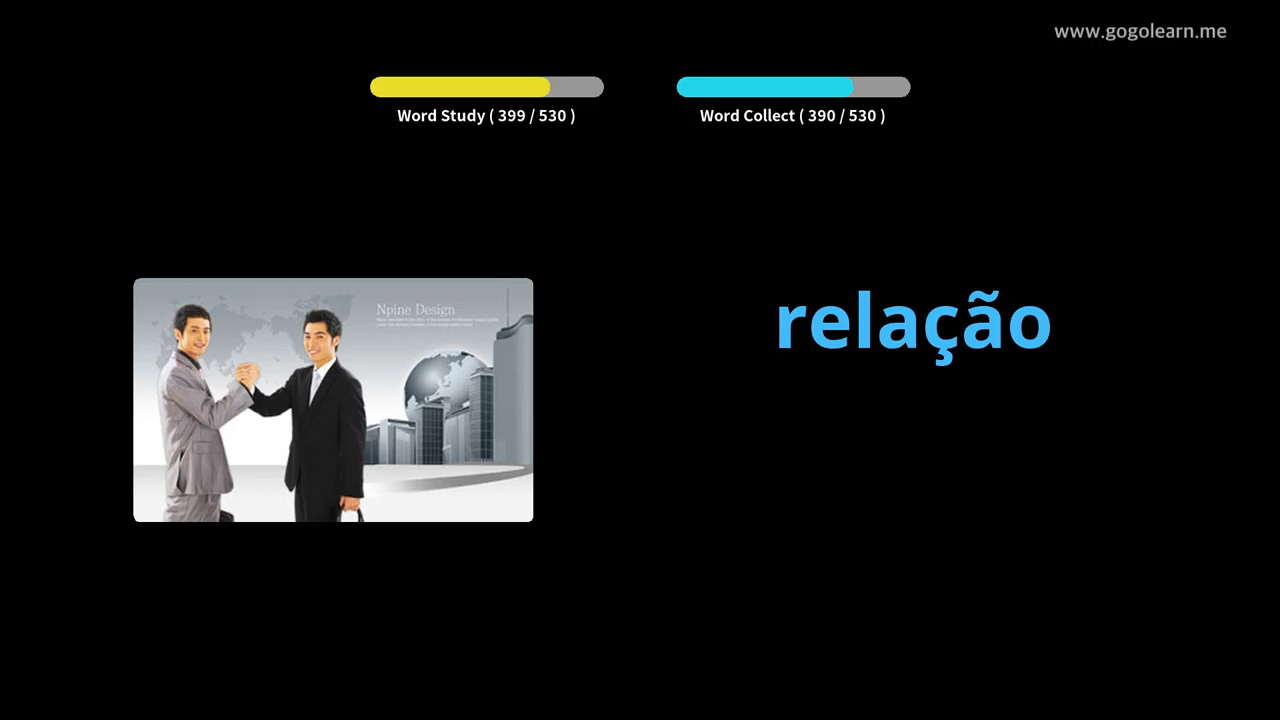 www.gogolearn.me
Word Study ( 399 / 530 )
Word Collect ( 390 / 530 )
Npine Design
relação